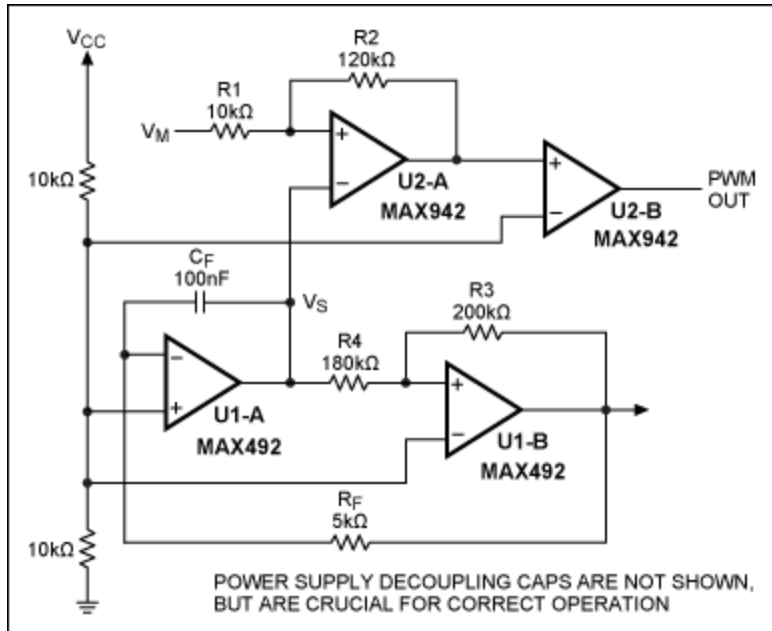 VCC
R2
120kΩ
R1
10kΩ
VM
+
−
U2-A
MAX942
+
−
U2-B
MAX942
PWM
OUT
10kΩ
CF
100nF
VS
R3
200kΩ
R4
180kΩ
−
+
U1-A
MAX492
+
−
U1-B
MAX492
RF
5kΩ
10kΩ
POWER SUPPLY DECOUPLING CAPS ARE NOT SHOWN,
BUT ARE CRUCIAL FOR CORRECT OPERATION